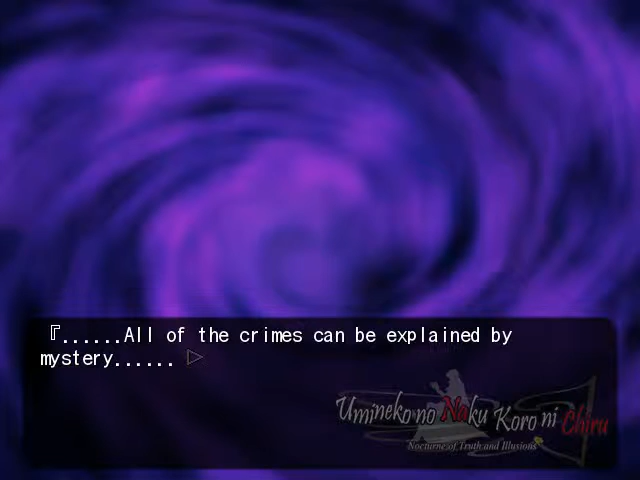 『......All of the crimes can be explained by
mystery...... ▷
Umineko no Naku Koro ni Chiru
Nocturne of Truth and Illusions